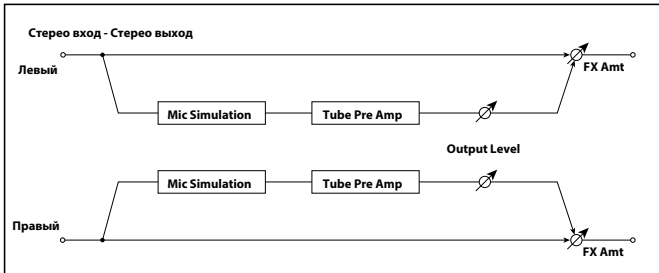 Стерео вход - Стерео выход
Левый
FX Amt
Mic Simulation Tube Pre Amp
Output Level
Mic Simulation Tube Pre Amp
Правый
FX Amt